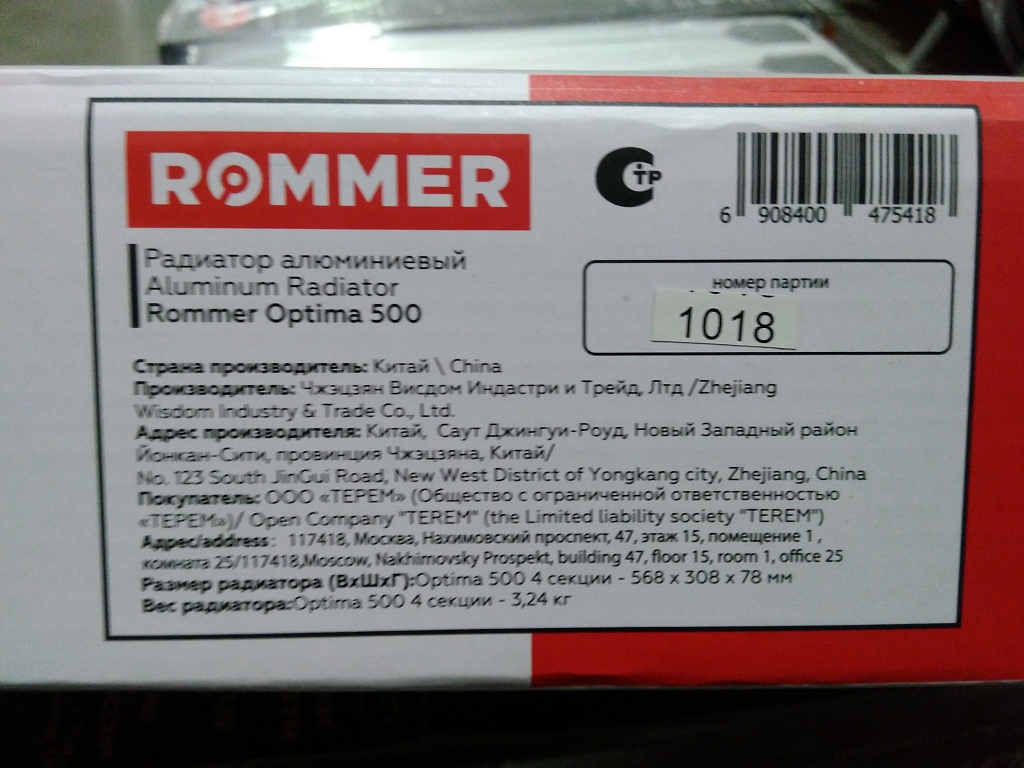 ROMMER
СТР
6 908400 475418
Радиатор алюминиевый
Aluminum Radiator
Rommer Optima 500
номер партии
1018
Страна производитель: Китай \ China
Производитель: Чжэцзян Висдом Индастри и Трейд, Лтд /Zhejiang
Wisdom Industry & Trade Co., Ltd.
Адрес производителя: Китай, Саут Джингуи-Роуд, Новый Западный район
Йонкан-Сити, провинция Чжэцзяна, Китай/
No. 123 South JinGui Road, New West District of Yongkang city, Zhejiang, China
Покупатель: ООО «ТЕРЕМ» (Общество с ограниченной ответственностью
«ТЕРЕМ»)/ Open Company "TEREM" (the Limited liability society "TEREM")
Адрес/address: 117418, Москва, Нахимовский проспект, 47, этаж 15, помещение 1 ,
комната 25/117418,Moscow, Nakhimovsky Prospekt, building 47, floor 15, room 1, office 25
Размер радиатора (ВхШхГ):Optima 500 4 секции - 568 x 308 x 78 мм
Вес радиатора:Optima 500 4 секции - 3,24 кг